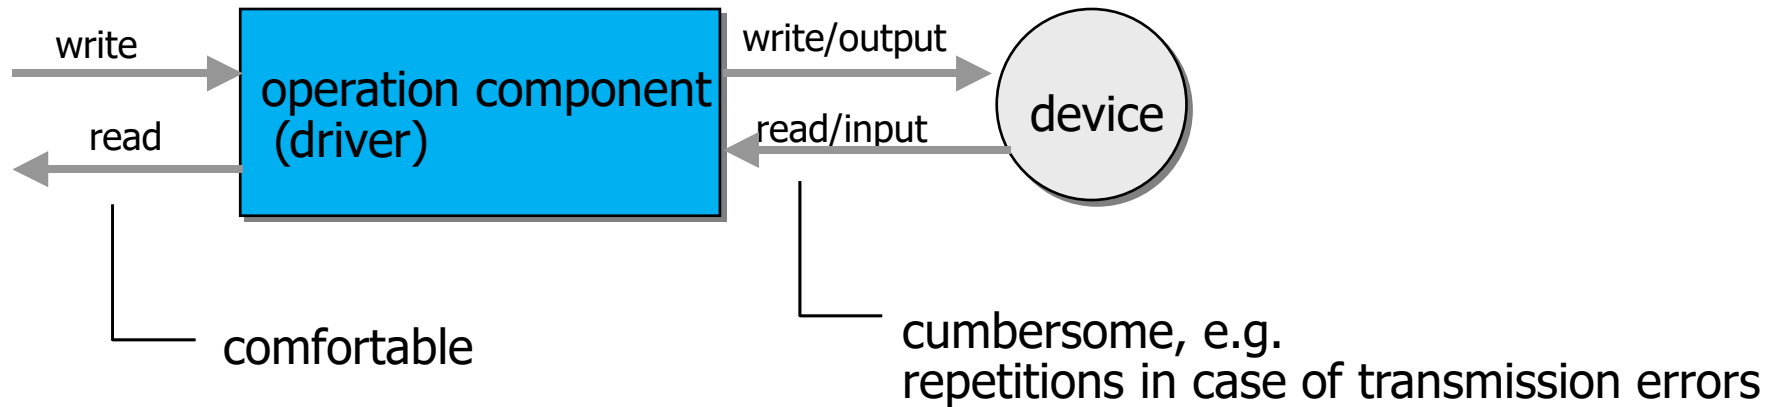 write
read
operation component
(driver)
write/output
read/input
device
comfortable
cumbersome, e.g.
repetitions in case of transmission errors